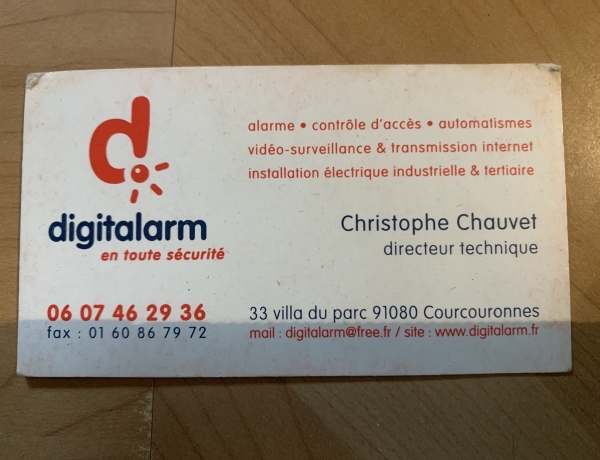 digitalarm
en toute sécurité
alarme • contrôle d'accès • automatismes
vidéo-surveillance & transmission internet
installation électrique industrielle & tertiaire
Christophe Chauvet
directeur technique
06 07 46 29 36
fax : 01 60 86 79 72
33 villa du parc 91080 Courcouronnes
mail : digitalarm@free.fr / site : www.digitalarm.fr